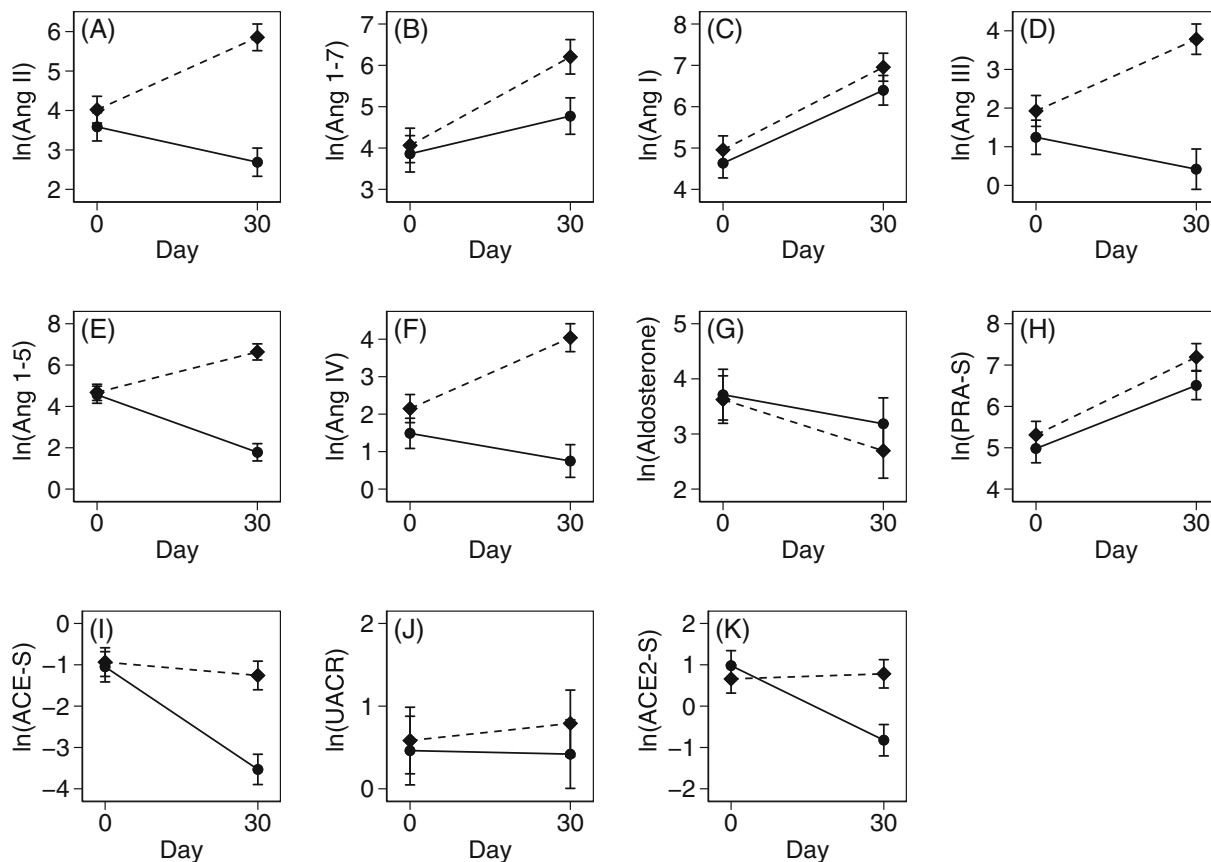 (A)
ln(Ang II)
6
5
4
3
2
0
30
Day
(B)
ln(Ang 1-7)
7
6
5
4
3
0
30
Day
(C)
ln(Ang I)
8
7
6
5
4
0
30
Day
(D)
ln(Ang III)
4
3
2
1
0
0
30
Day
(E)
ln(Ang 1-5)
8
6
4
2
0
0
30
Day
(F)
ln(Ang IV)
4
3
2
1
0
0
30
Day
(G)
ln(Aldosterone)
5
4
3
2
0
30
Day
(H)
ln(PRA-S)
8
7
6
5
4
0
30
Day
(I)
ln(ACE-S)
0
−1
−2
−3
−4
0
30
Day
(J)
ln(UACR)
2
1
0
0
30
Day
(K)
ln(ACE2-S)
2
1
0
−1
−2
0
30
Day